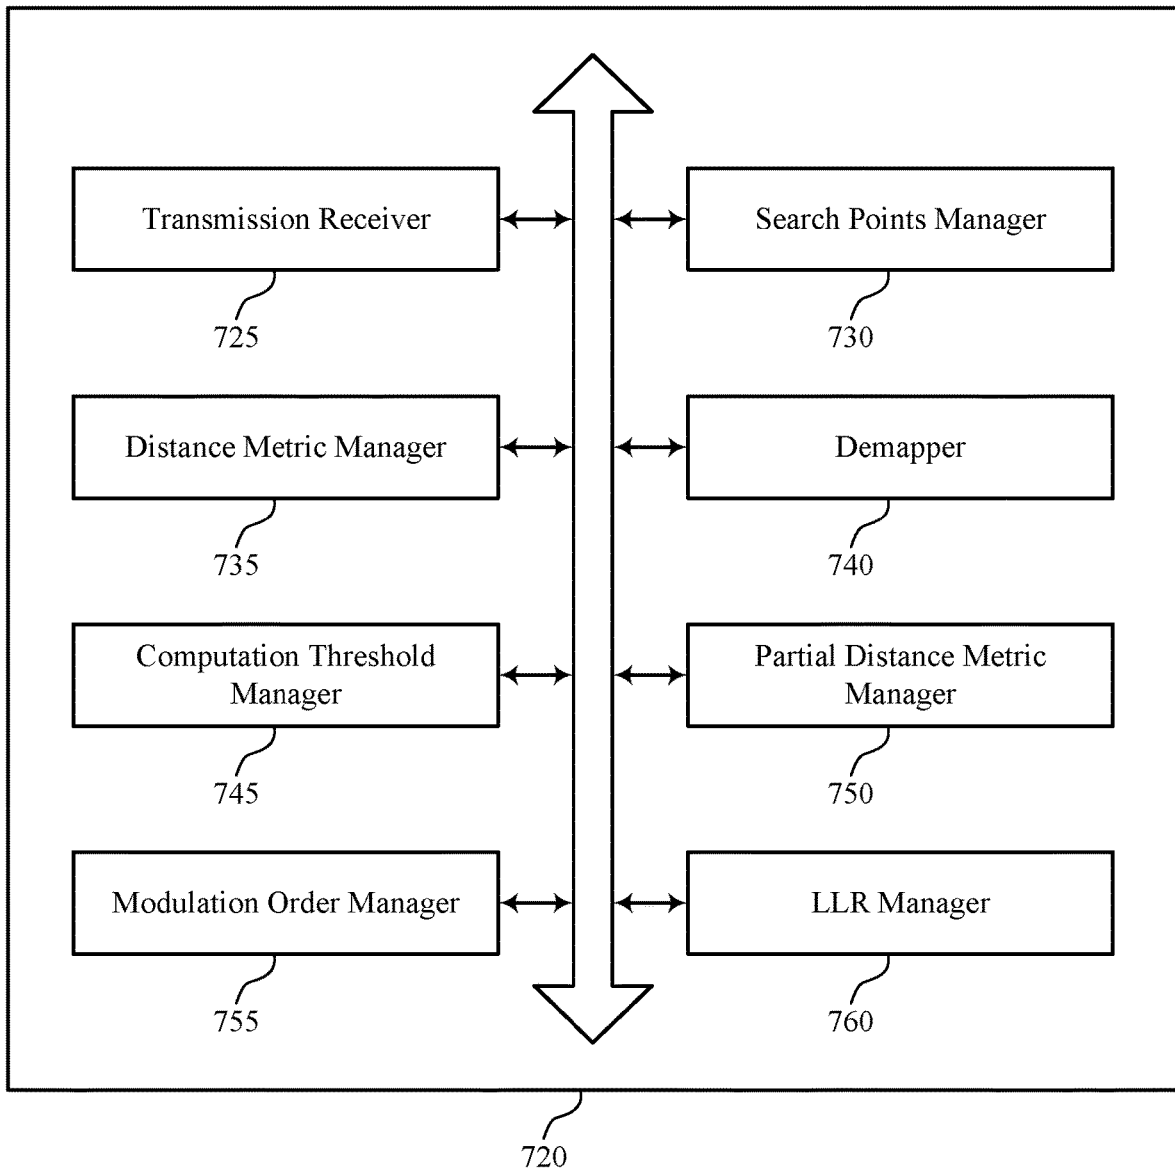 Transmission Receiver
725
Search Points Manager
730
Distance Metric Manager
735
Demapper
740
Computation Threshold
Manager
745
Partial Distance Metric
Manager
750
Modulation Order Manager
755
LLR Manager
760
720